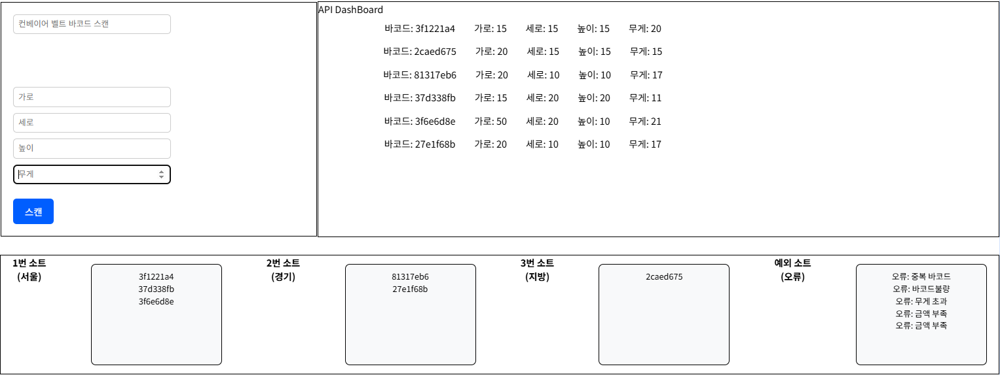 컨베이어 벨트 바코드 스캔
가로
세로
높이
무게
스캔
API DashBoard
바코드: 3f1221a4 가로: 15 세로: 15 높이: 15 무게: 20
바코드: 2caed675 가로: 20 세로: 15 높이: 15 무게: 15
바코드: 81317eb6 가로: 20 세로: 10 높이: 10 무게: 17
바코드: 37d338fb 가로: 15 세로: 20 높이: 20 무게: 11
바코드: 3f6e6d8e 가로: 50 세로: 20 높이: 10 무게: 21
바코드: 27e1f68b 가로: 20 세로: 10 높이: 10 무게: 17
1번 소트
(서울)
3f1221a4
37d338fb
3f6e6d8e
2번 소트
(경기)
81317eb6
27e1f68b
3번 소트
(지방)
2caed675
예외 소트
(오류)
오류: 중복 바코드
오류: 바코드불량
오류: 무게 초과
오류: 금액 부족
오류: 금액 부족